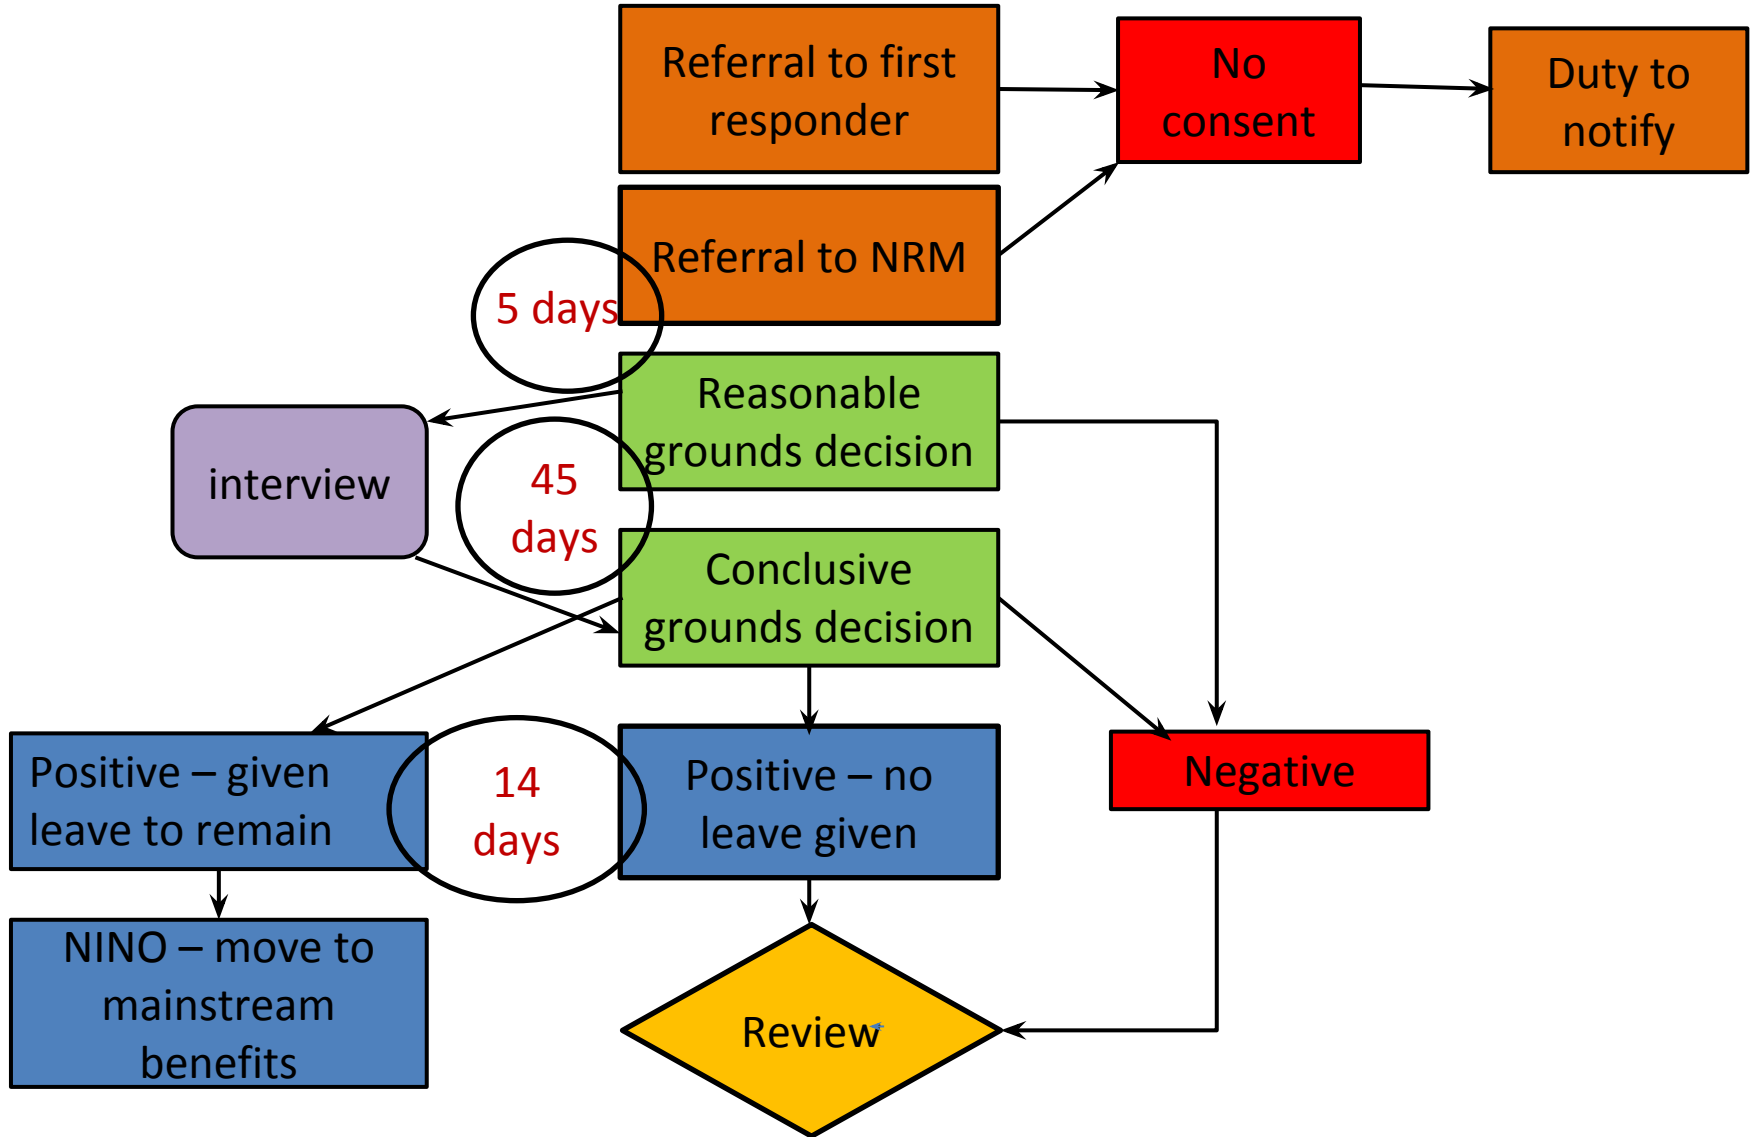 Referral to first
responder
No
consent
Duty to
notify
Referral to NRM
5 days
Reasonable
grounds decision
interview
45
days
Conclusive
grounds decision
Positive – given
leave to remain
14
days
Positive – no
leave given
Negative
NINO – move to
mainstream
benefits
Review